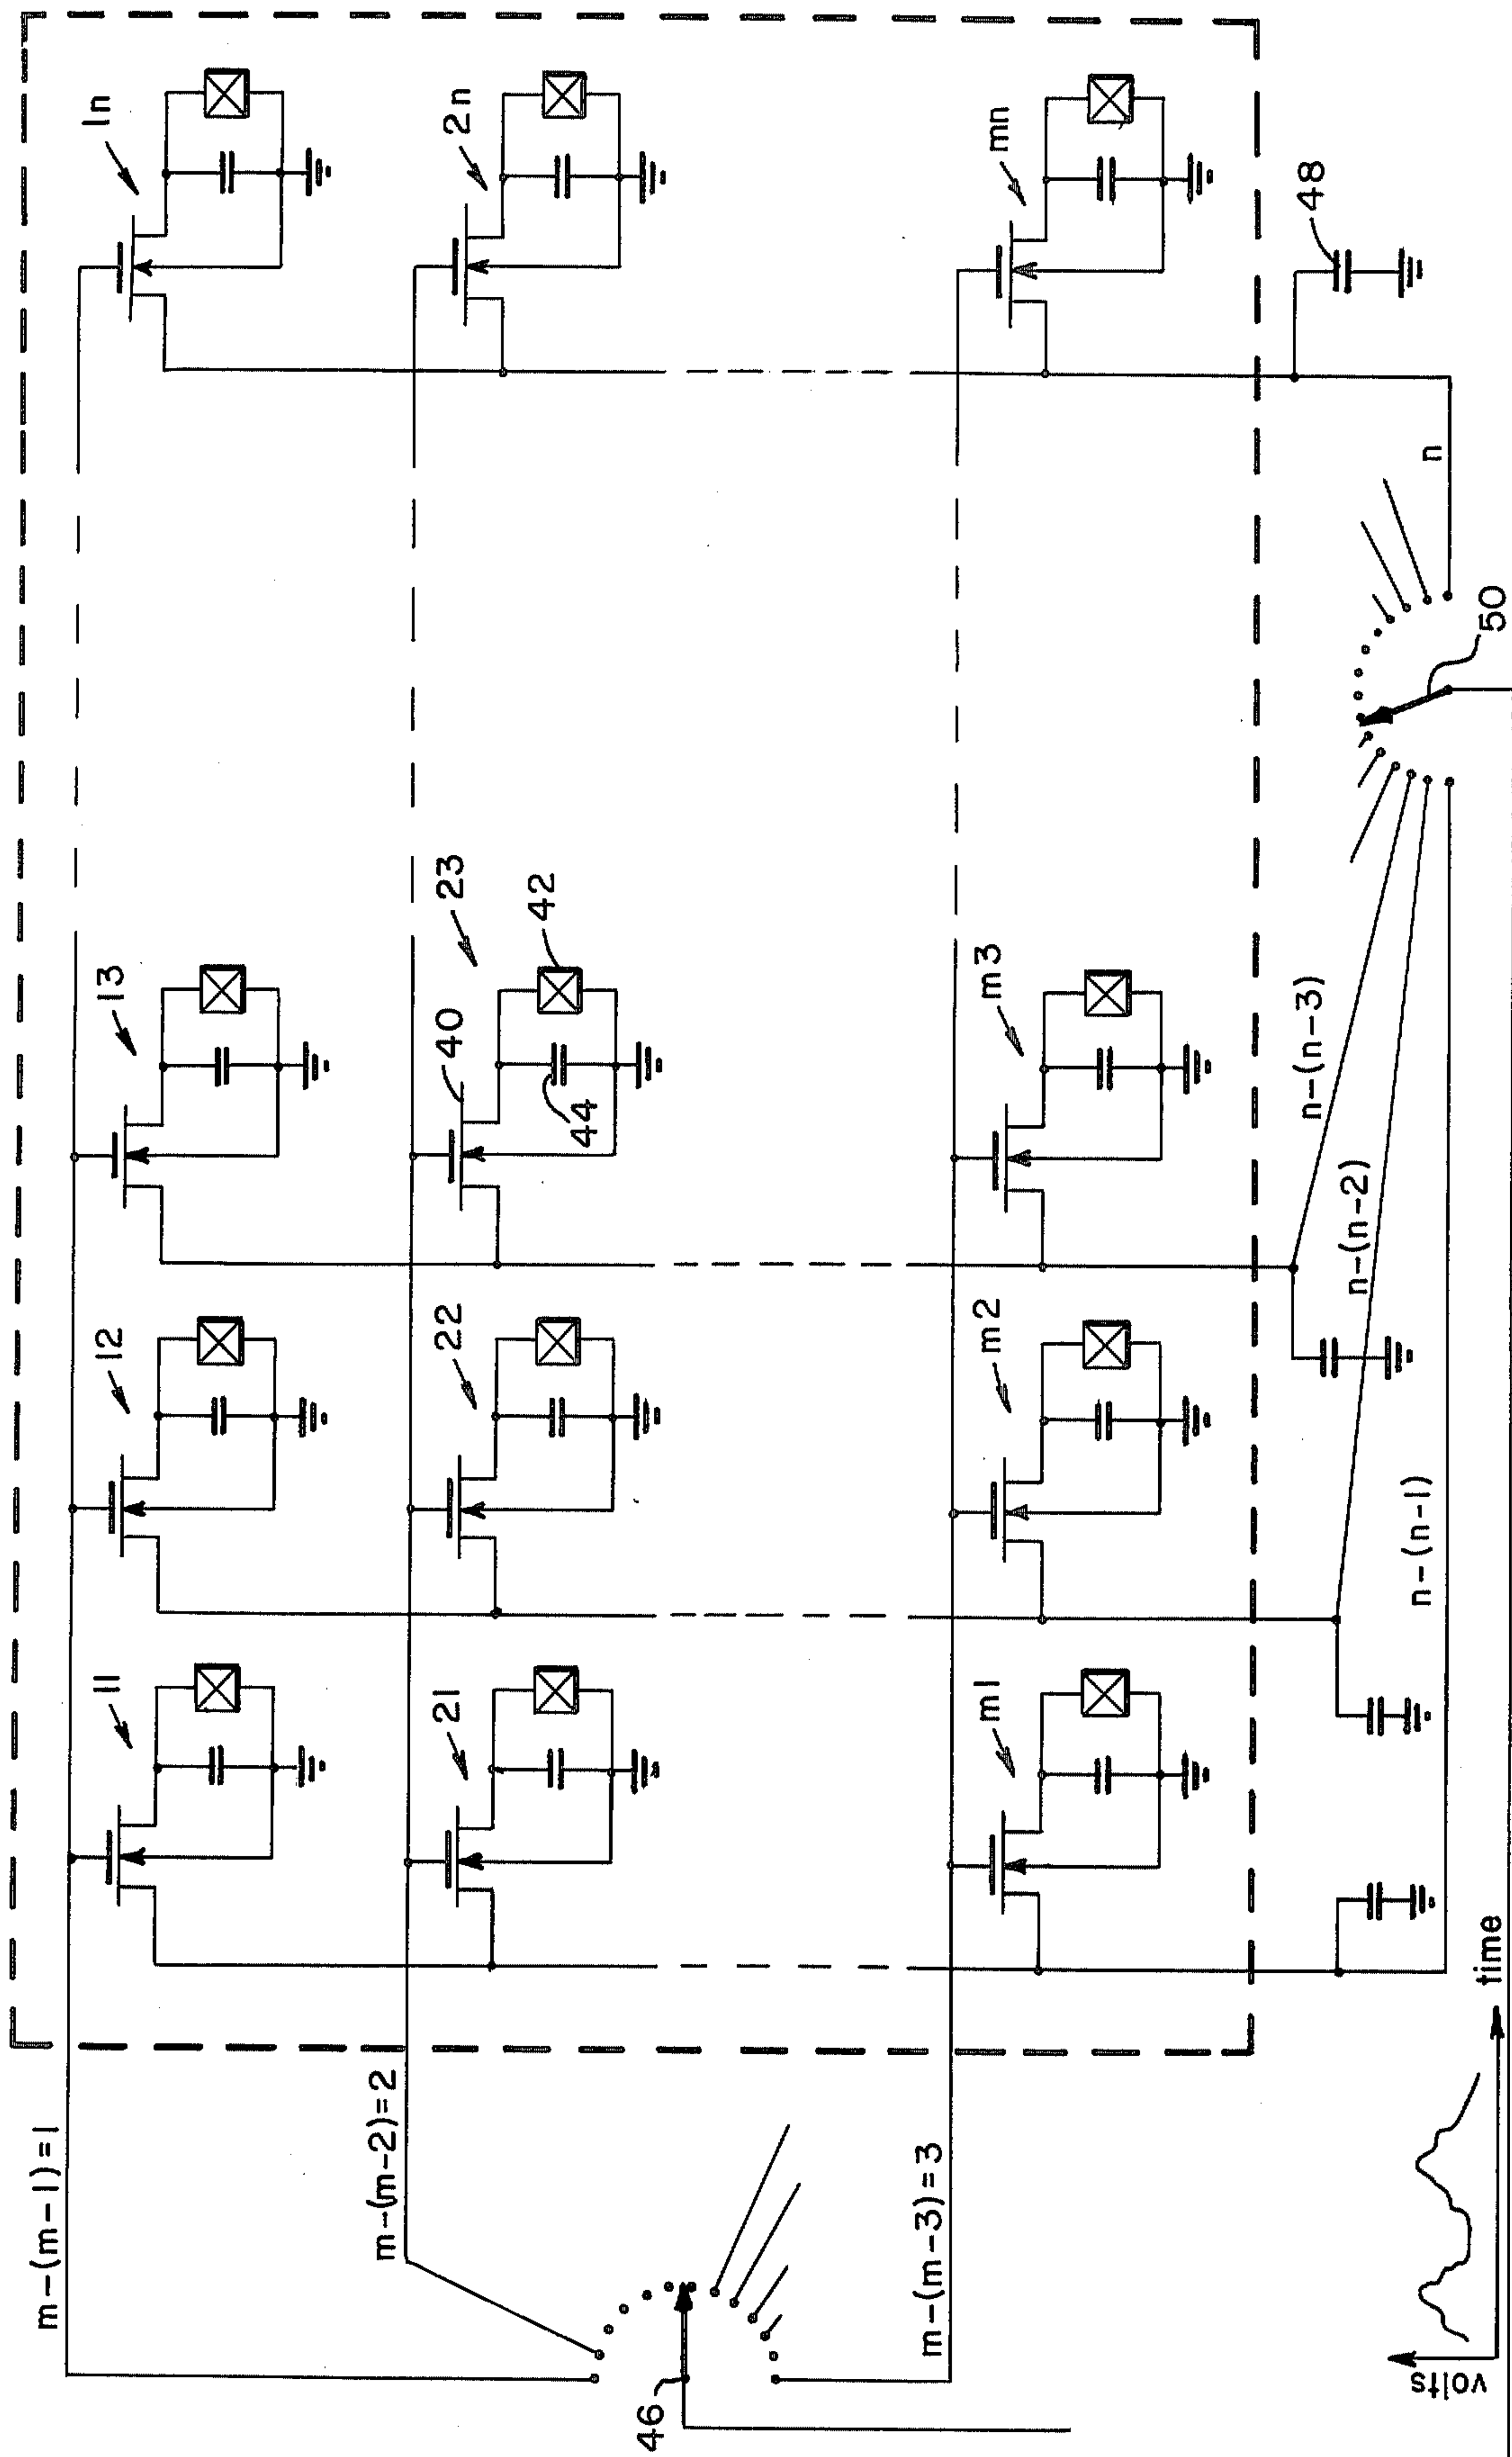 m-(m-1)=1
11
12
13
1n
m-(m-2)=2
21
22
40
23
42
44
2n
46
m-(m-3)=3
m1
m2
m3
mn
48
n-(n-1)
n-(n-2)
n-(n-3)
n
50
volts
time